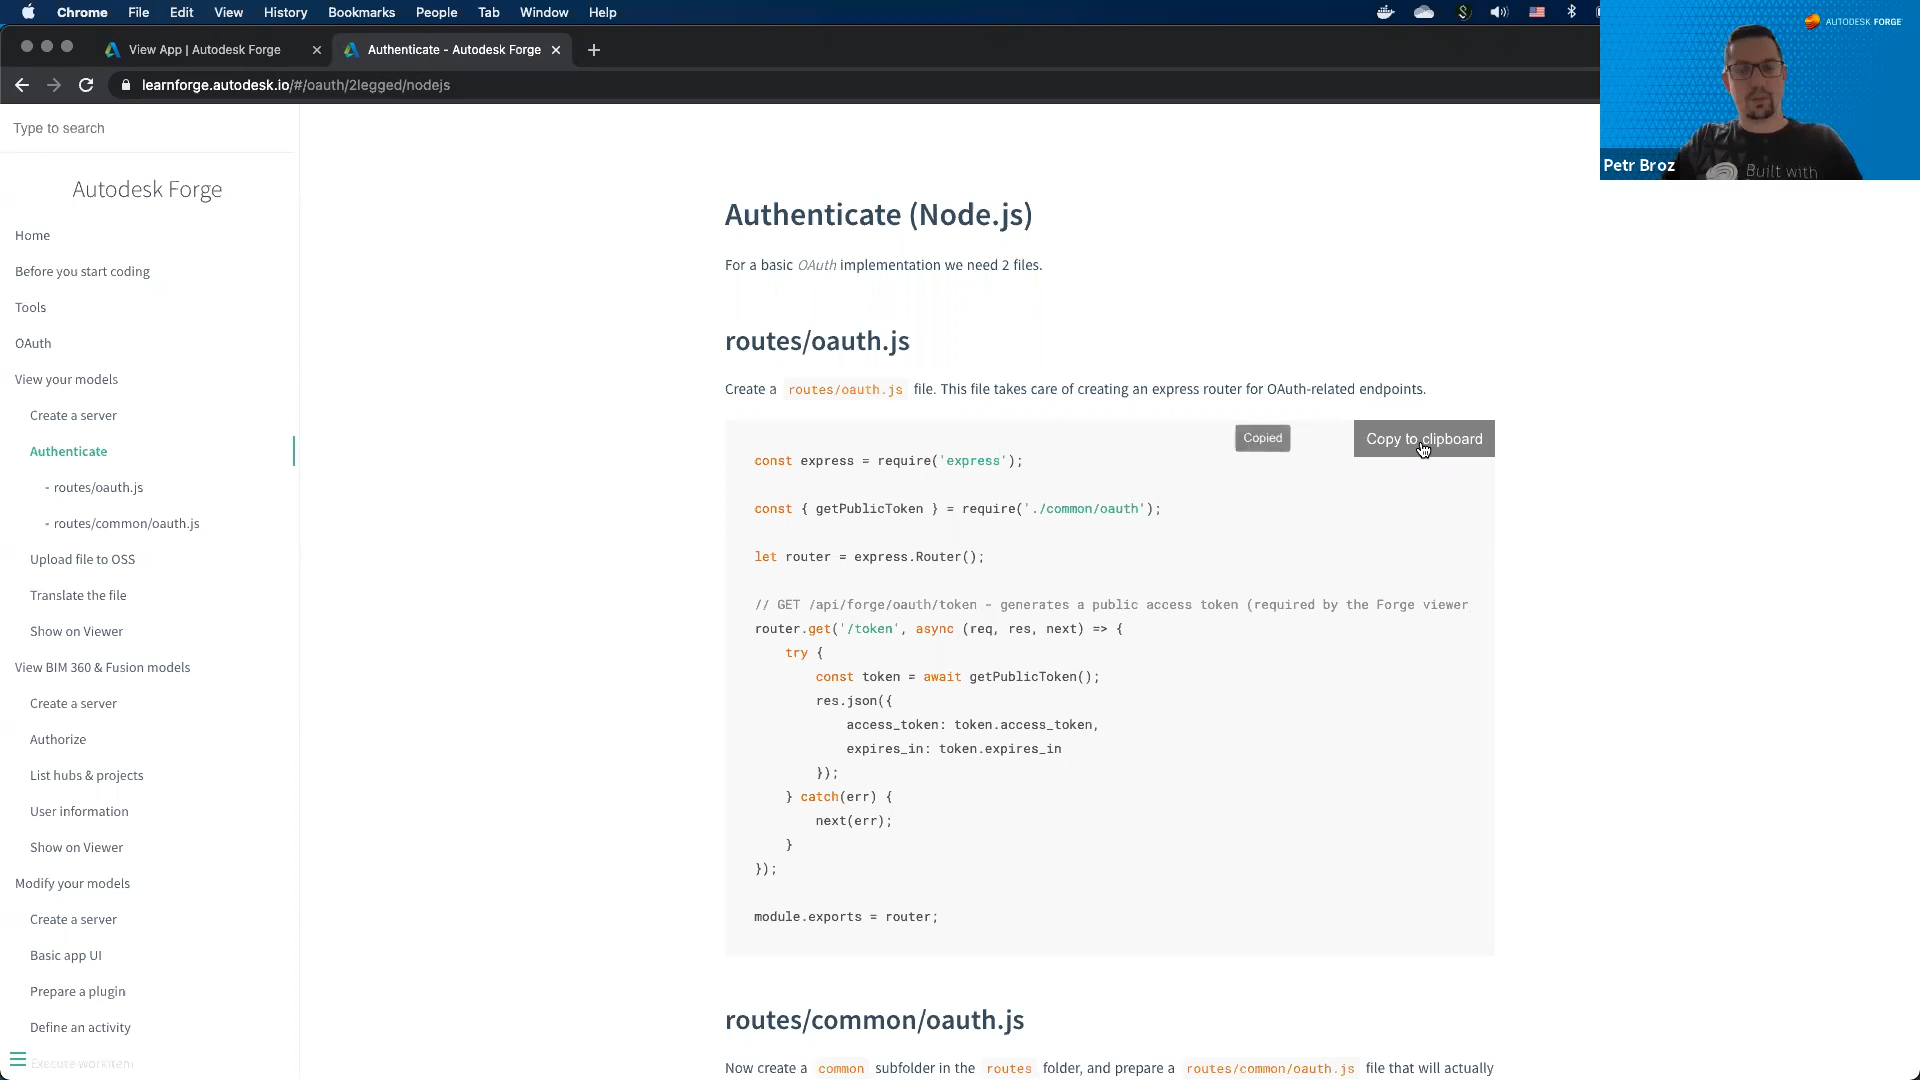 Chrome File Edit View History Bookmarks People Tab Window Help
View App | Autodesk Forge
Authenticate - Autodesk Forge
learnforge.autodesk.io/#/oauth/2legged/nodejs
AUTODESK FORGE
Petr Broz
Built with
Type to search
Autodesk Forge
Home
Before you start coding
Tools
OAuth
View your models
Create a server
Authenticate
- routes/oauth.js
- routes/common/oauth.js
Upload file to OSS
Translate the file
Show on Viewer
View BIM 360 & Fusion models
Create a server
Authorize
List hubs & projects
User information
Show on Viewer
Modify your models
Create a server
Basic app UI
Prepare a plugin
Define an activity
Execute workitem
Authenticate (Node.js)
For a basic OAuth implementation we need 2 files.
routes/oauth.js
Create a routes/oauth.js file. This file takes care of creating an express router for OAuth-related endpoints.
Copied
Copy to clipboard
const express = require('express');
const { getPublicToken } = require('./common/oauth');
let router = express.Router();
// GET /api/forge/oauth/token - generates a public access token (required by the Forge viewer
router.get('/token', async (req, res, next) => {
try {
const token = await getPublicToken();
res.json({
access_token: token.access_token,
expires_in: token.expires_in
});
} catch(err) {
next(err);
}
});
module.exports = router;
routes/common/oauth.js
Now create a common subfolder in the routes folder, and prepare a routes/common/oauth.js file that will actually